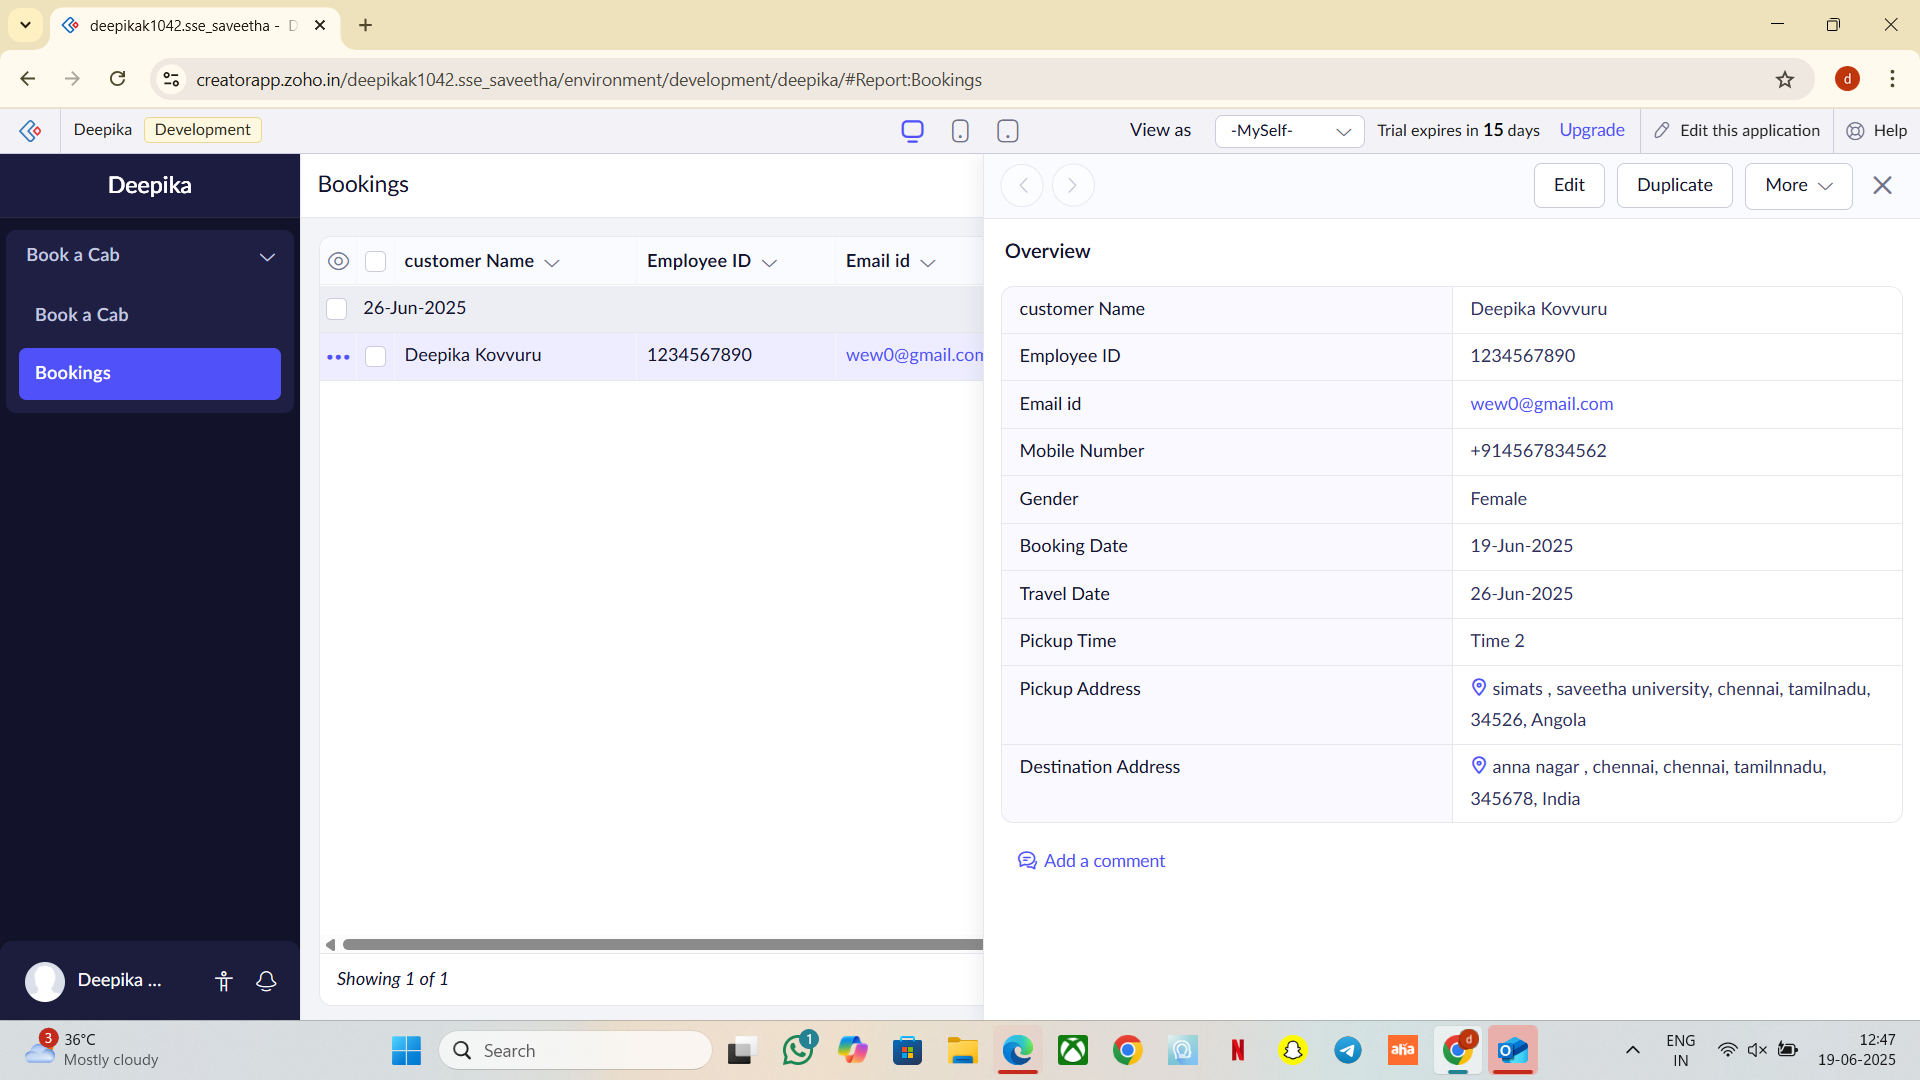 deepikak1042.sse_saveetha - D
creatorapp.zoho.in/deepikak1042.sse_saveetha/environment/development/deepika/#Report:Bookings
d
Deepika
Development
View as
-MySelf-
Trial expires in 15 days
Upgrade
Edit this application
Help
Deepika
Book a Cab
Book a Cab
Bookings
Deepika ...
Bookings
customer Name
Employee ID
Email id
26-Jun-2025
Deepika Kovvuru
1234567890
wew0@gmail.com
Showing 1 of 1
Edit
Duplicate
More
Overview
customer Name
Deepika Kovvuru
Employee ID
1234567890
Email id
wew0@gmail.com
Mobile Number
+914567834562
Gender
Female
Booking Date
19-Jun-2025
Travel Date
26-Jun-2025
Pickup Time
Time 2
Pickup Address
simats , saveetha university, chennai, tamilnadu,
34526, Angola
Destination Address
anna nagar , chennai, chennai, tamilnnadu,
345678, India
Add a comment
3
36°C
Mostly cloudy
Search
1
N
aha
d
ENG
IN
12:47
19-06-2025